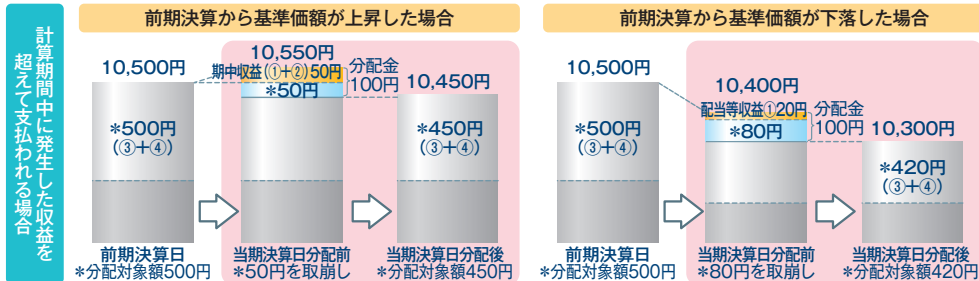 計算期間中に発生した収益を
超えて支払われる場合
前期決算から基準価額が上昇した場合
10,500円
10,550円
期中収益(①+②)50円
*50円
分配金
100円
10,450円
*500円
(③+④)
*450円
(③+④)
前期決算日
*分配対象額500円
当期決算日分配前
*50円を取崩し
当期決算日分配後
*分配対象額450円
前期決算から基準価額が下落した場合
10,500円
10,400円
配当等収益①20円
*80円
分配金
100円
10,300円
*500円
(③+④)
*420円
(③+④)
前期決算日
*分配対象額500円
当期決算日分配前
*80円を取崩し
当期決算日分配後
*分配対象額420円